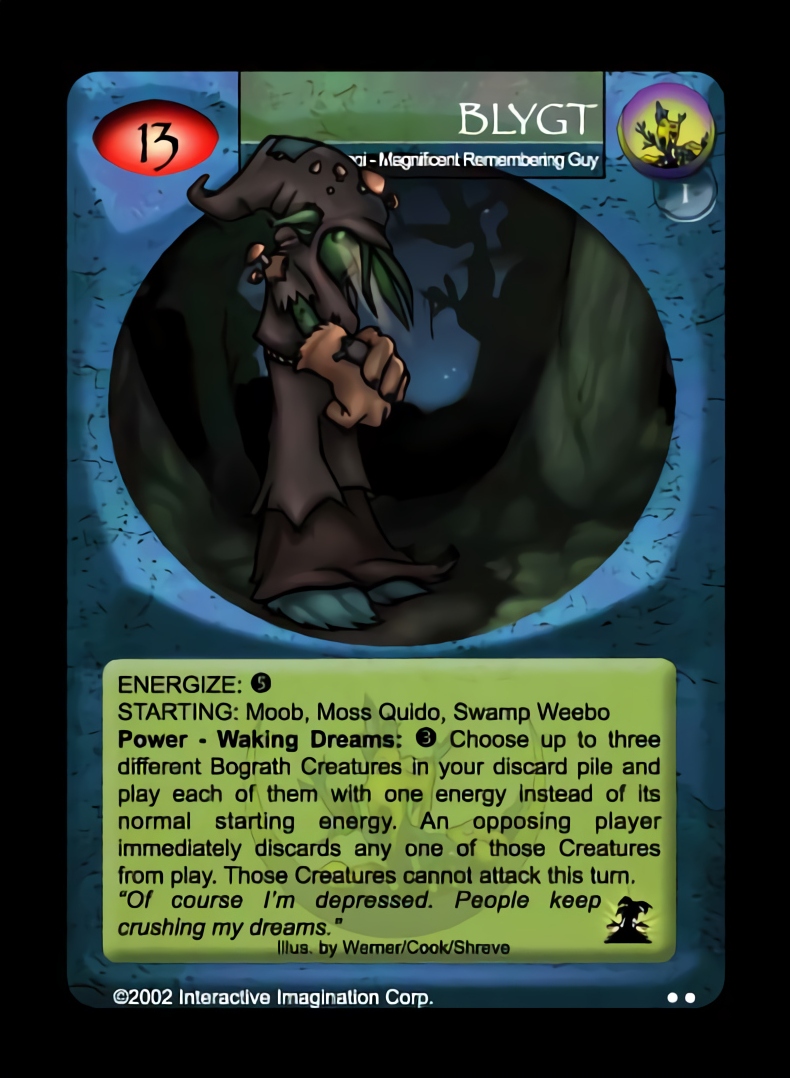 13
BLYGT
- Magnificent Remembering Guy
1
ENERGIZE: 5
STARTING: Moob, Moss Quido, Swamp Weebo
Power - Waking Dreams: 3 Choose up to three
different Bograth Creatures in your discard pile and
play each of them with one energy instead of its
normal starting energy. An opposing player
immediately discards any one of those Creatures
from play. Those Creatures cannot attack this turn.
"Of course I'm depressed. People keep
crushing my dreams."
Illus. by Werner/Cook/Shreve
©2002 Interactive Imagination Corp.